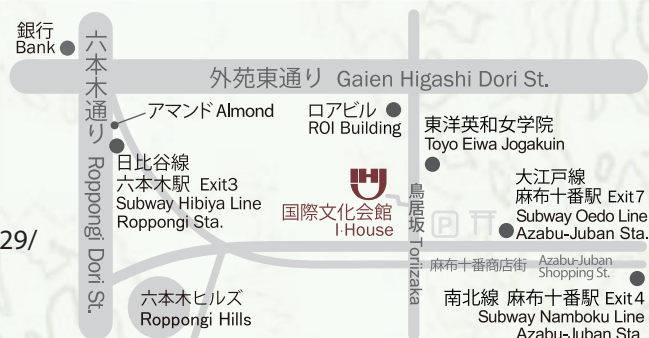 銀行
Bank
六本木通り Roppongi Dori St.
外苑東通り Gaien Higashi Dori St.
アマンド Almond
ロアビル
ROI Building
東洋英和女学院
Toyo Eiwa Jogakuin
日比谷線
六本木駅 Exit3
Subway Hibiya Line
Roppongi Sta.
国際文化会館
I·House
鳥居坂 Toriizaka
P
大江戸線
麻布十番駅 Exit7
Subway Oedo Line
Azabu-Juban Sta.
29/
麻布十番商店街
Azabu-Juban
Shopping St.
六本木ヒルズ
Roppongi Hills
南北線 麻布十番駅 Exit4
Subway Namboku Line
Azabu-Juban Sta.